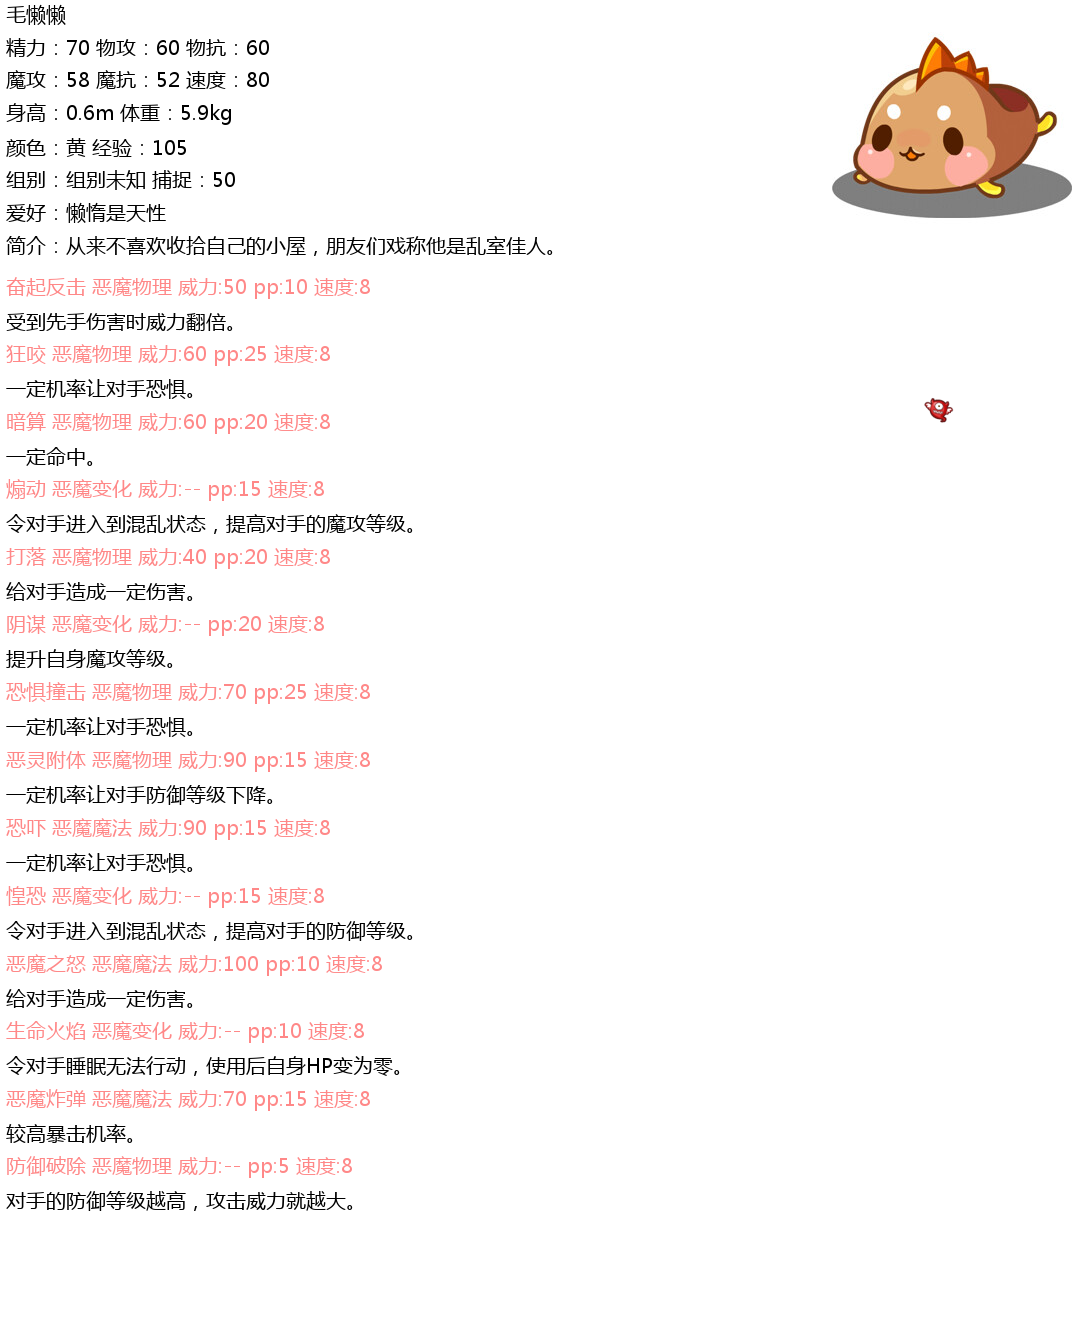 毛懒懒
精力：70 物攻：60 物抗：60
魔攻：58 魔抗：52 速度：80
身高：0.6m 体重：5.9kg
颜色：黄 经验：105
组别：组别未知 捕捉：50
爱好：懒惰是天性
简介：从来不喜欢收拾自己的小屋，朋友们戏称他是乱室佳人。
奋起反击 恶魔物理 威力:50 pp:10 速度:8
受到先手伤害时威力翻倍。
狂咬 恶魔物理 威力:60 pp:25 速度:8
一定机率让对手恐惧。
暗算 恶魔物理 威力:60 pp:20 速度:8
一定命中。
煽动 恶魔变化 威力:-- pp:15 速度:8
令对手进入到混乱状态，提高对手的魔攻等级。
打落 恶魔物理 威力:40 pp:20 速度:8
给对手造成一定伤害。
阴谋 恶魔变化 威力:-- pp:20 速度:8
提升自身魔攻等级。
恐惧撞击 恶魔物理 威力:70 pp:25 速度:8
一定机率让对手恐惧。
恶灵附体 恶魔物理 威力:90 pp:15 速度:8
一定机率让对手防御等级下降。
恐吓 恶魔魔法 威力:90 pp:15 速度:8
一定机率让对手恐惧。
惶恐 恶魔变化 威力:-- pp:15 速度:8
令对手进入到混乱状态，提高对手的防御等级。
恶魔之怒 恶魔魔法 威力:100 pp:10 速度:8
给对手造成一定伤害。
生命火焰 恶魔变化 威力:-- pp:10 速度:8
令对手睡眠无法行动，使用后自身HP变为零。
恶魔炸弹 恶魔魔法 威力:70 pp:15 速度:8
较高暴击机率。
防御破除 恶魔物理 威力:-- pp:5 速度:8
对手的防御等级越高，攻击威力就越大。